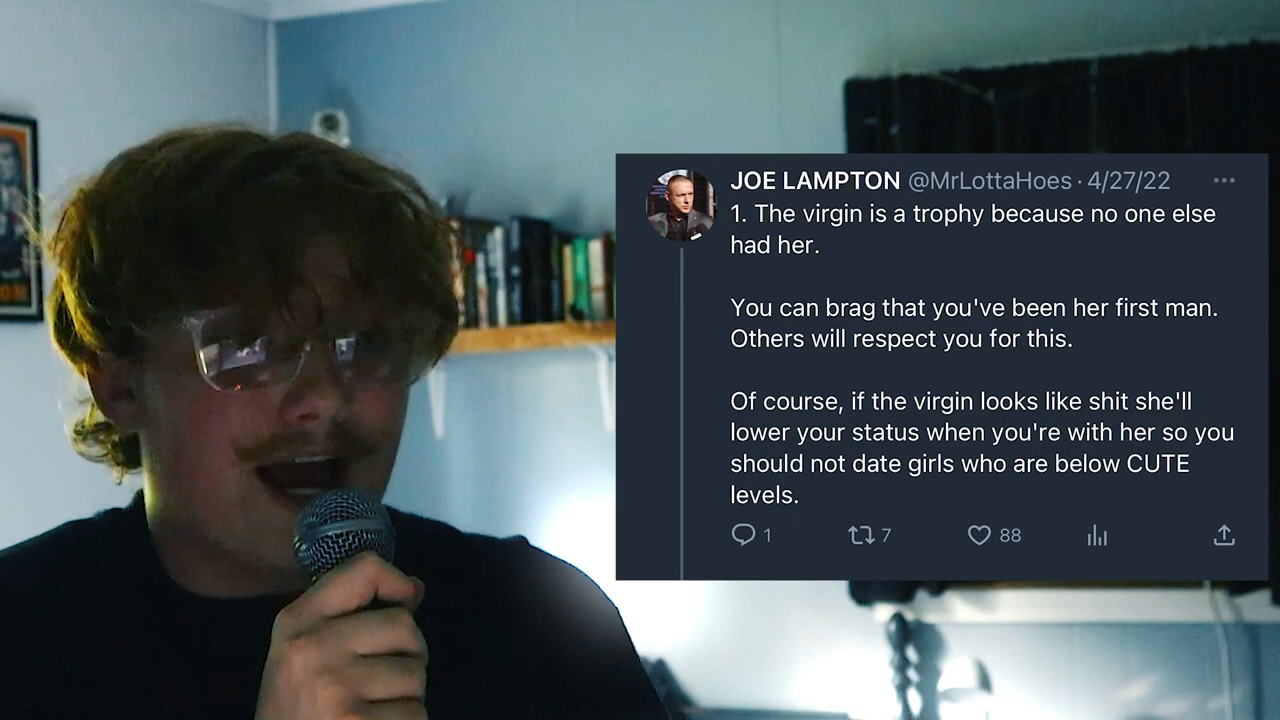 JOE LAMPTON @MrLottaHoes · 4/27/22
1. The virgin is a trophy because no one else
had her.
You can brag that you've been her first man.
Others will respect you for this.
Of course, if the virgin looks like shit she'll
lower your status when you're with her so you
should not date girls who are below CUTE
levels.
1 7 88